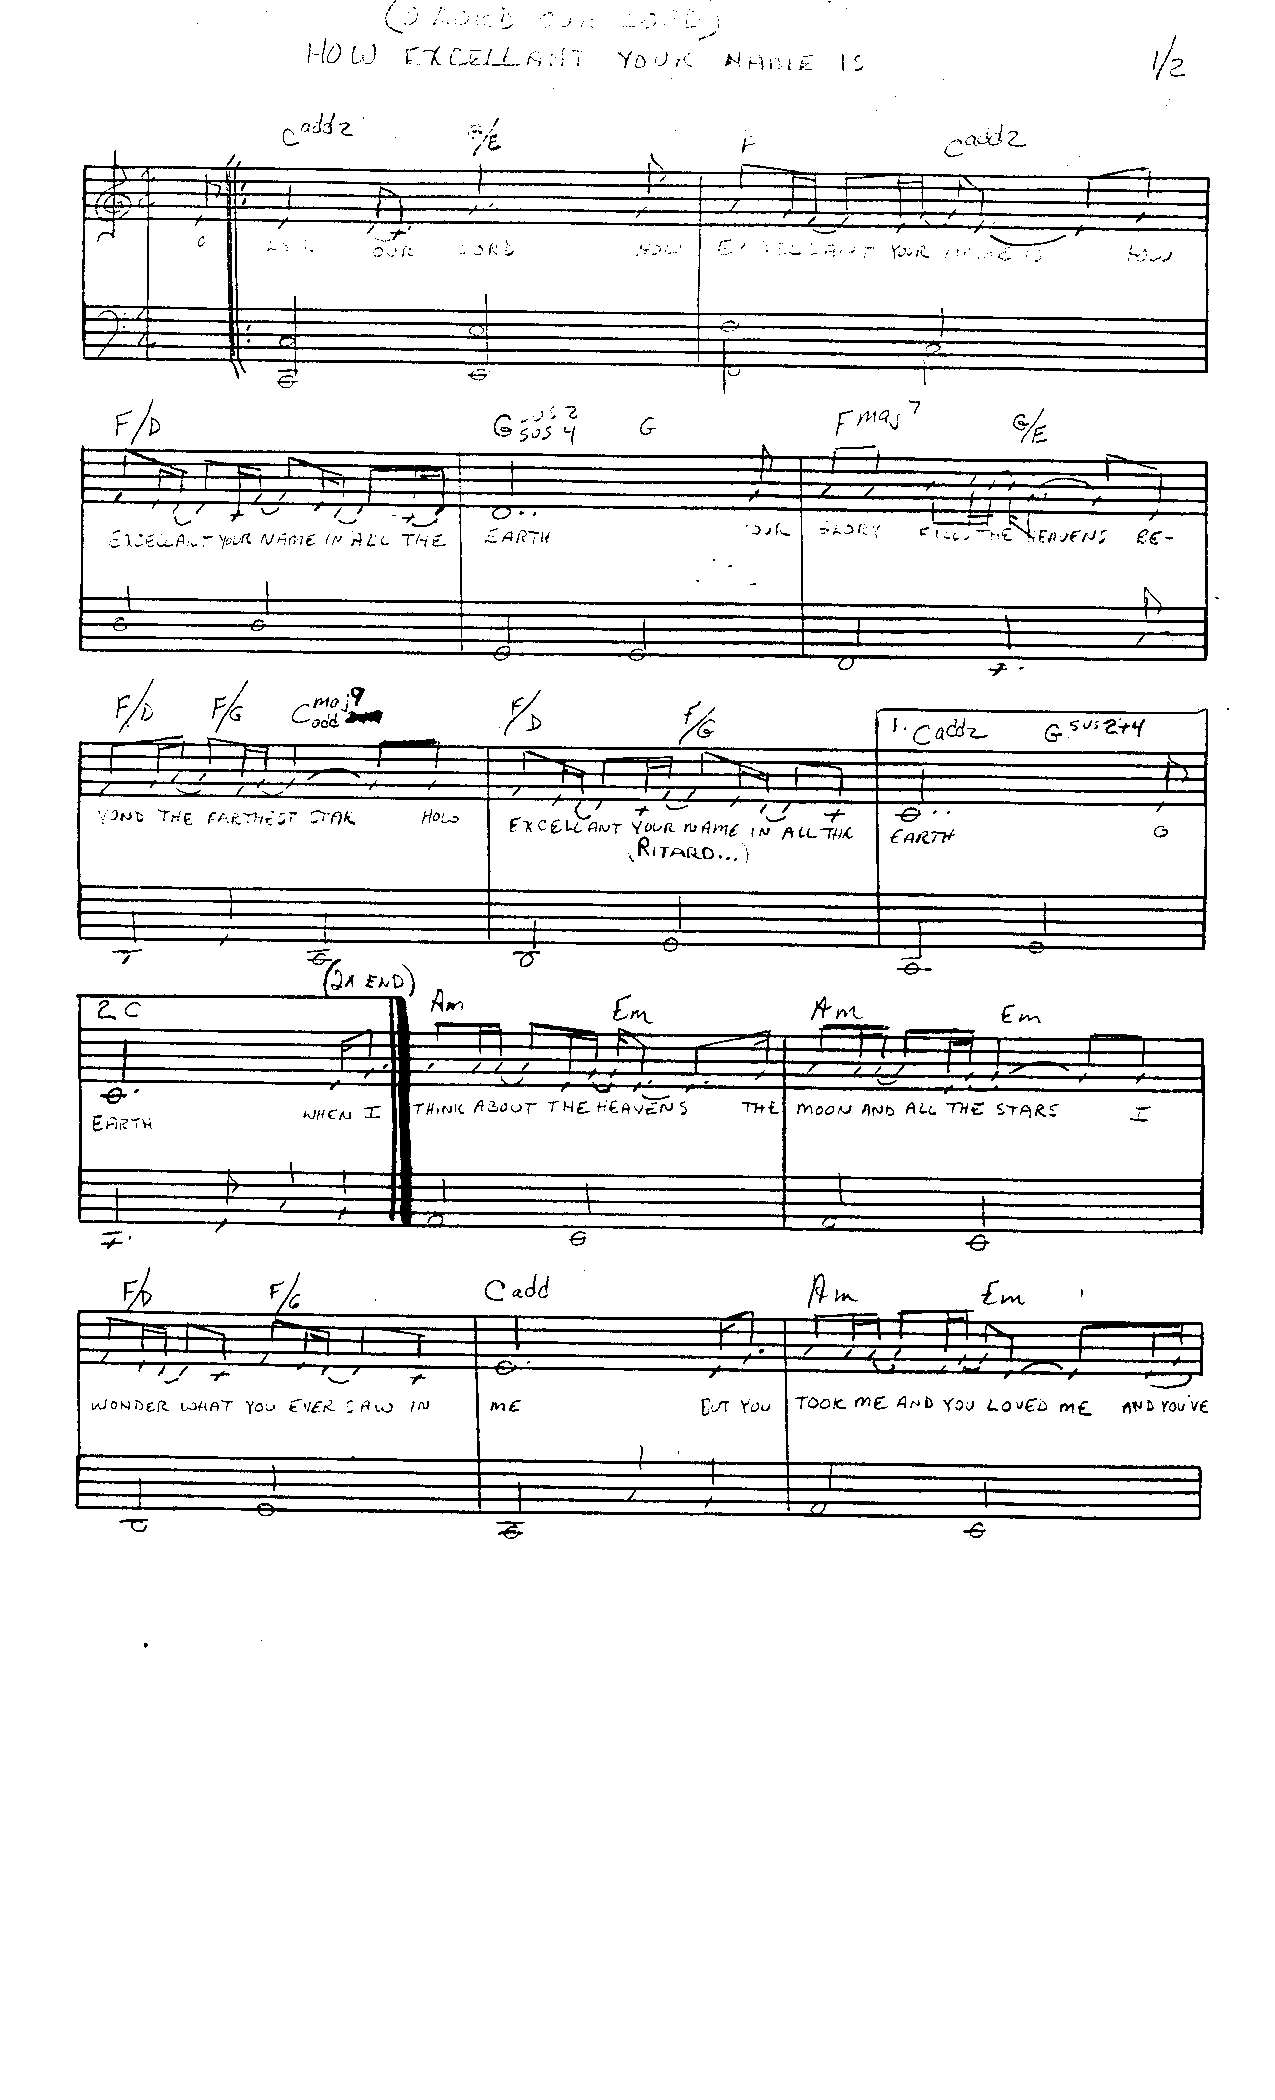 (O LORD OUR LORD)
HOW EXCELLANT YOUR NAME IS
1/2
Cadd2 G/E F Cadd2
O LORD OUR LORD HOW EXCELLANT YOUR NAME IS HOW
F/D Gsus2 sus4 G Fmaj7 G/E
EXCELLANT YOUR NAME IN ALL THE EARTH YOUR GLORY FILLS THE HEAVENS BE-
F/D F/G Cmaj9 add F/D F/G 1. Cadd2 Gsus2+4
YOND THE FARTHEST STAR HOW EXCELLANT YOUR NAME IN ALL THE EARTH O
(RITARD...)
(2X END)
2 C Am Em Am Em
EARTH WHEN I THINK ABOUT THE HEAVENS THE MOON AND ALL THE STARS I
F/D F/G Cadd Am Em
WONDER WHAT YOU EVER SAW IN ME BUT YOU TOOK ME AND YOU LOVED ME AND YOU'VE